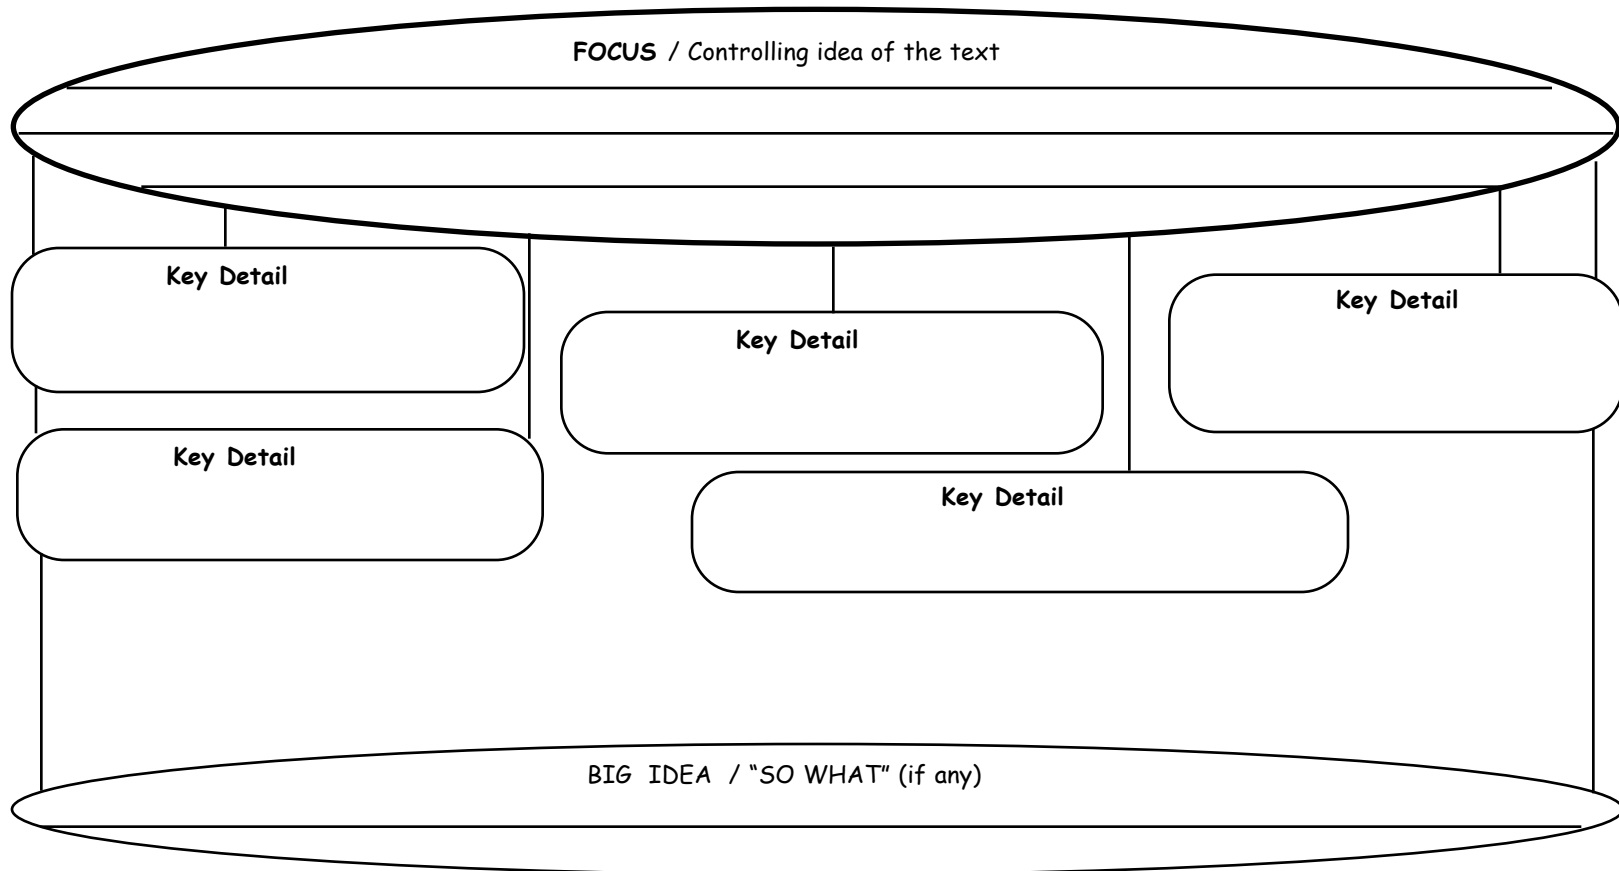 FOCUS / Controlling idea of the text
Key Detail
Key Detail
Key Detail
Key Detail
Key Detail
BIG IDEA / “SO WHAT” (if any)